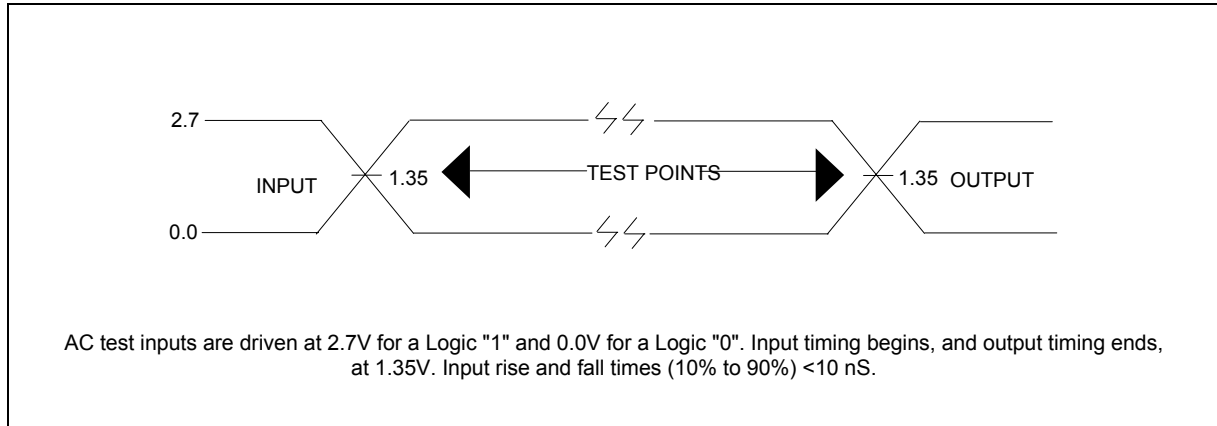 2.7
INPUT 1.35 TEST POINTS 1.35 OUTPUT
0.0
AC test inputs are driven at 2.7V for a Logic "1" and 0.0V for a Logic "0". Input timing begins, and output timing ends,
at 1.35V. Input rise and fall times (10% to 90%) <10 nS.